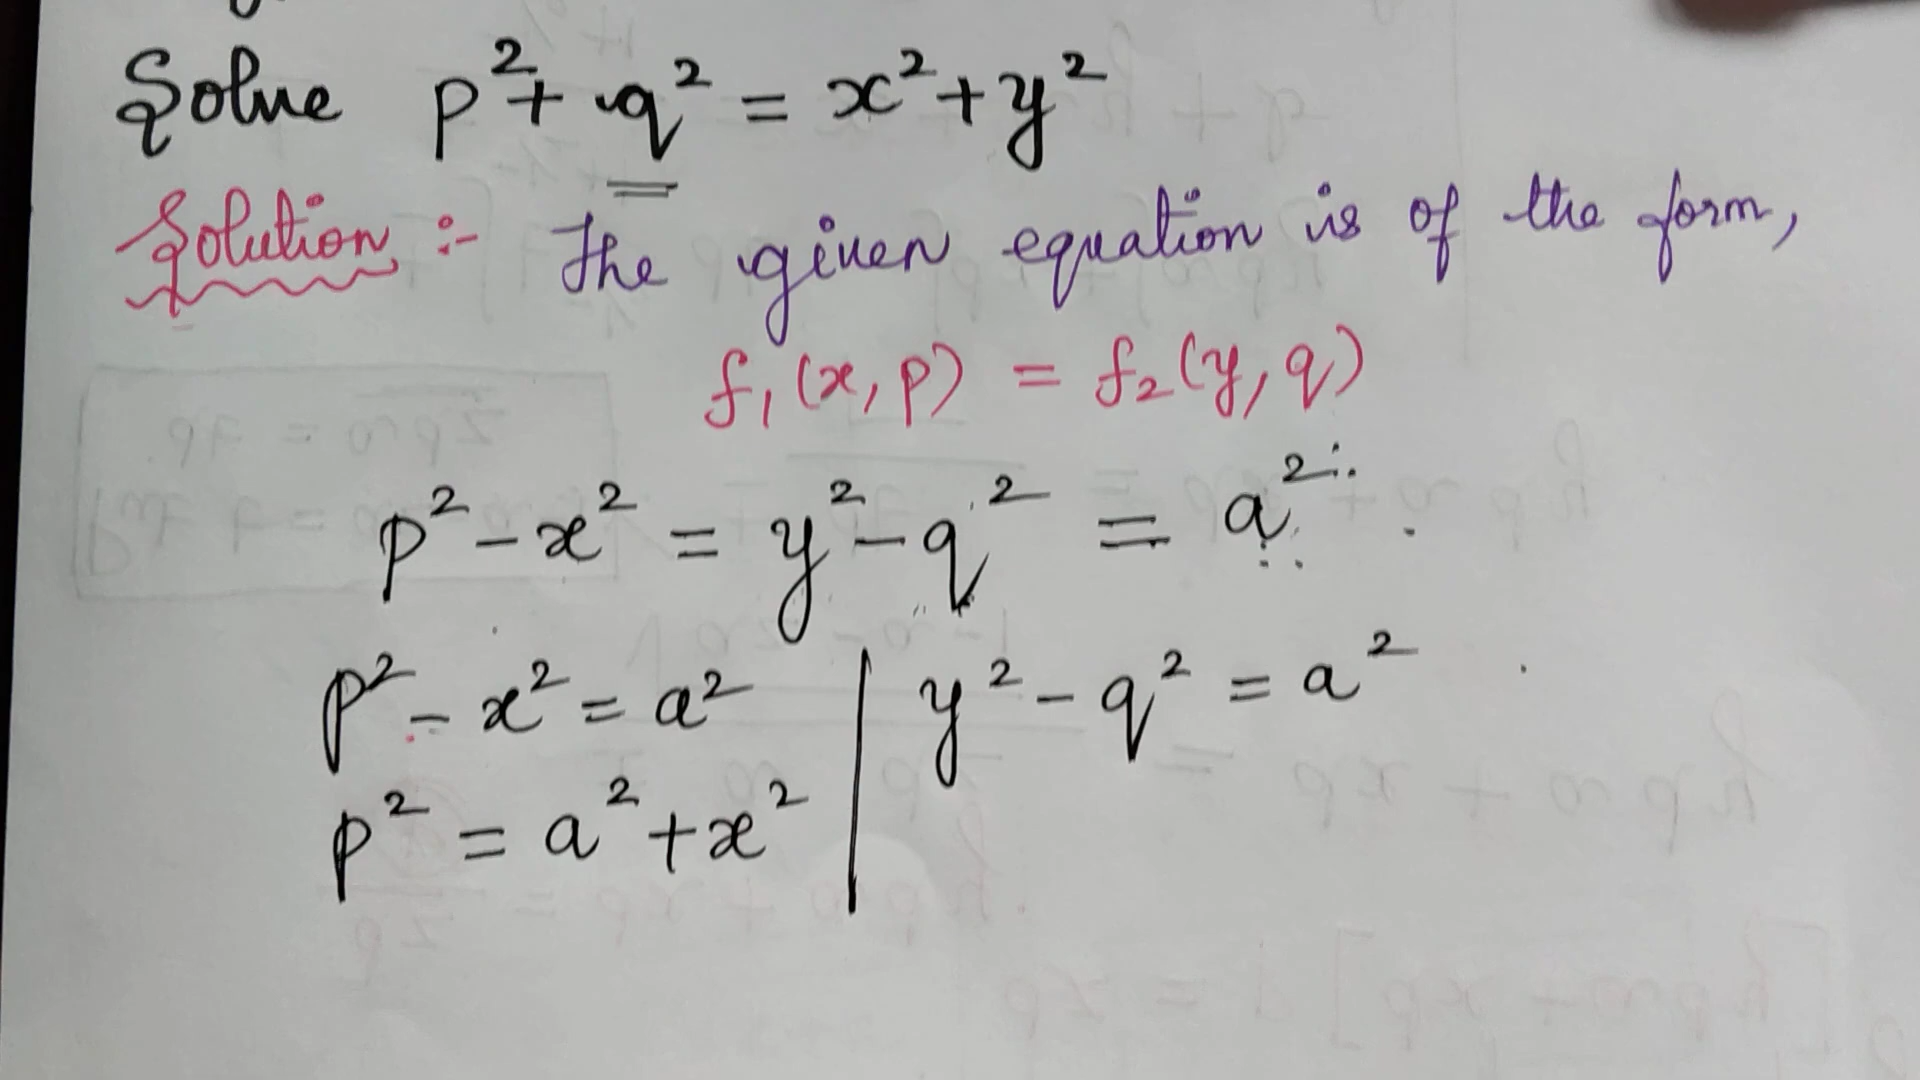 Solve p² + q² = x² + y²
Solution :- The given equation is of the form,
f₁(x, p) = f₂(y, q)
p² - x² = y² - q² = a²
p² - x² = a² | y² - q² = a²
p² = a² + x²